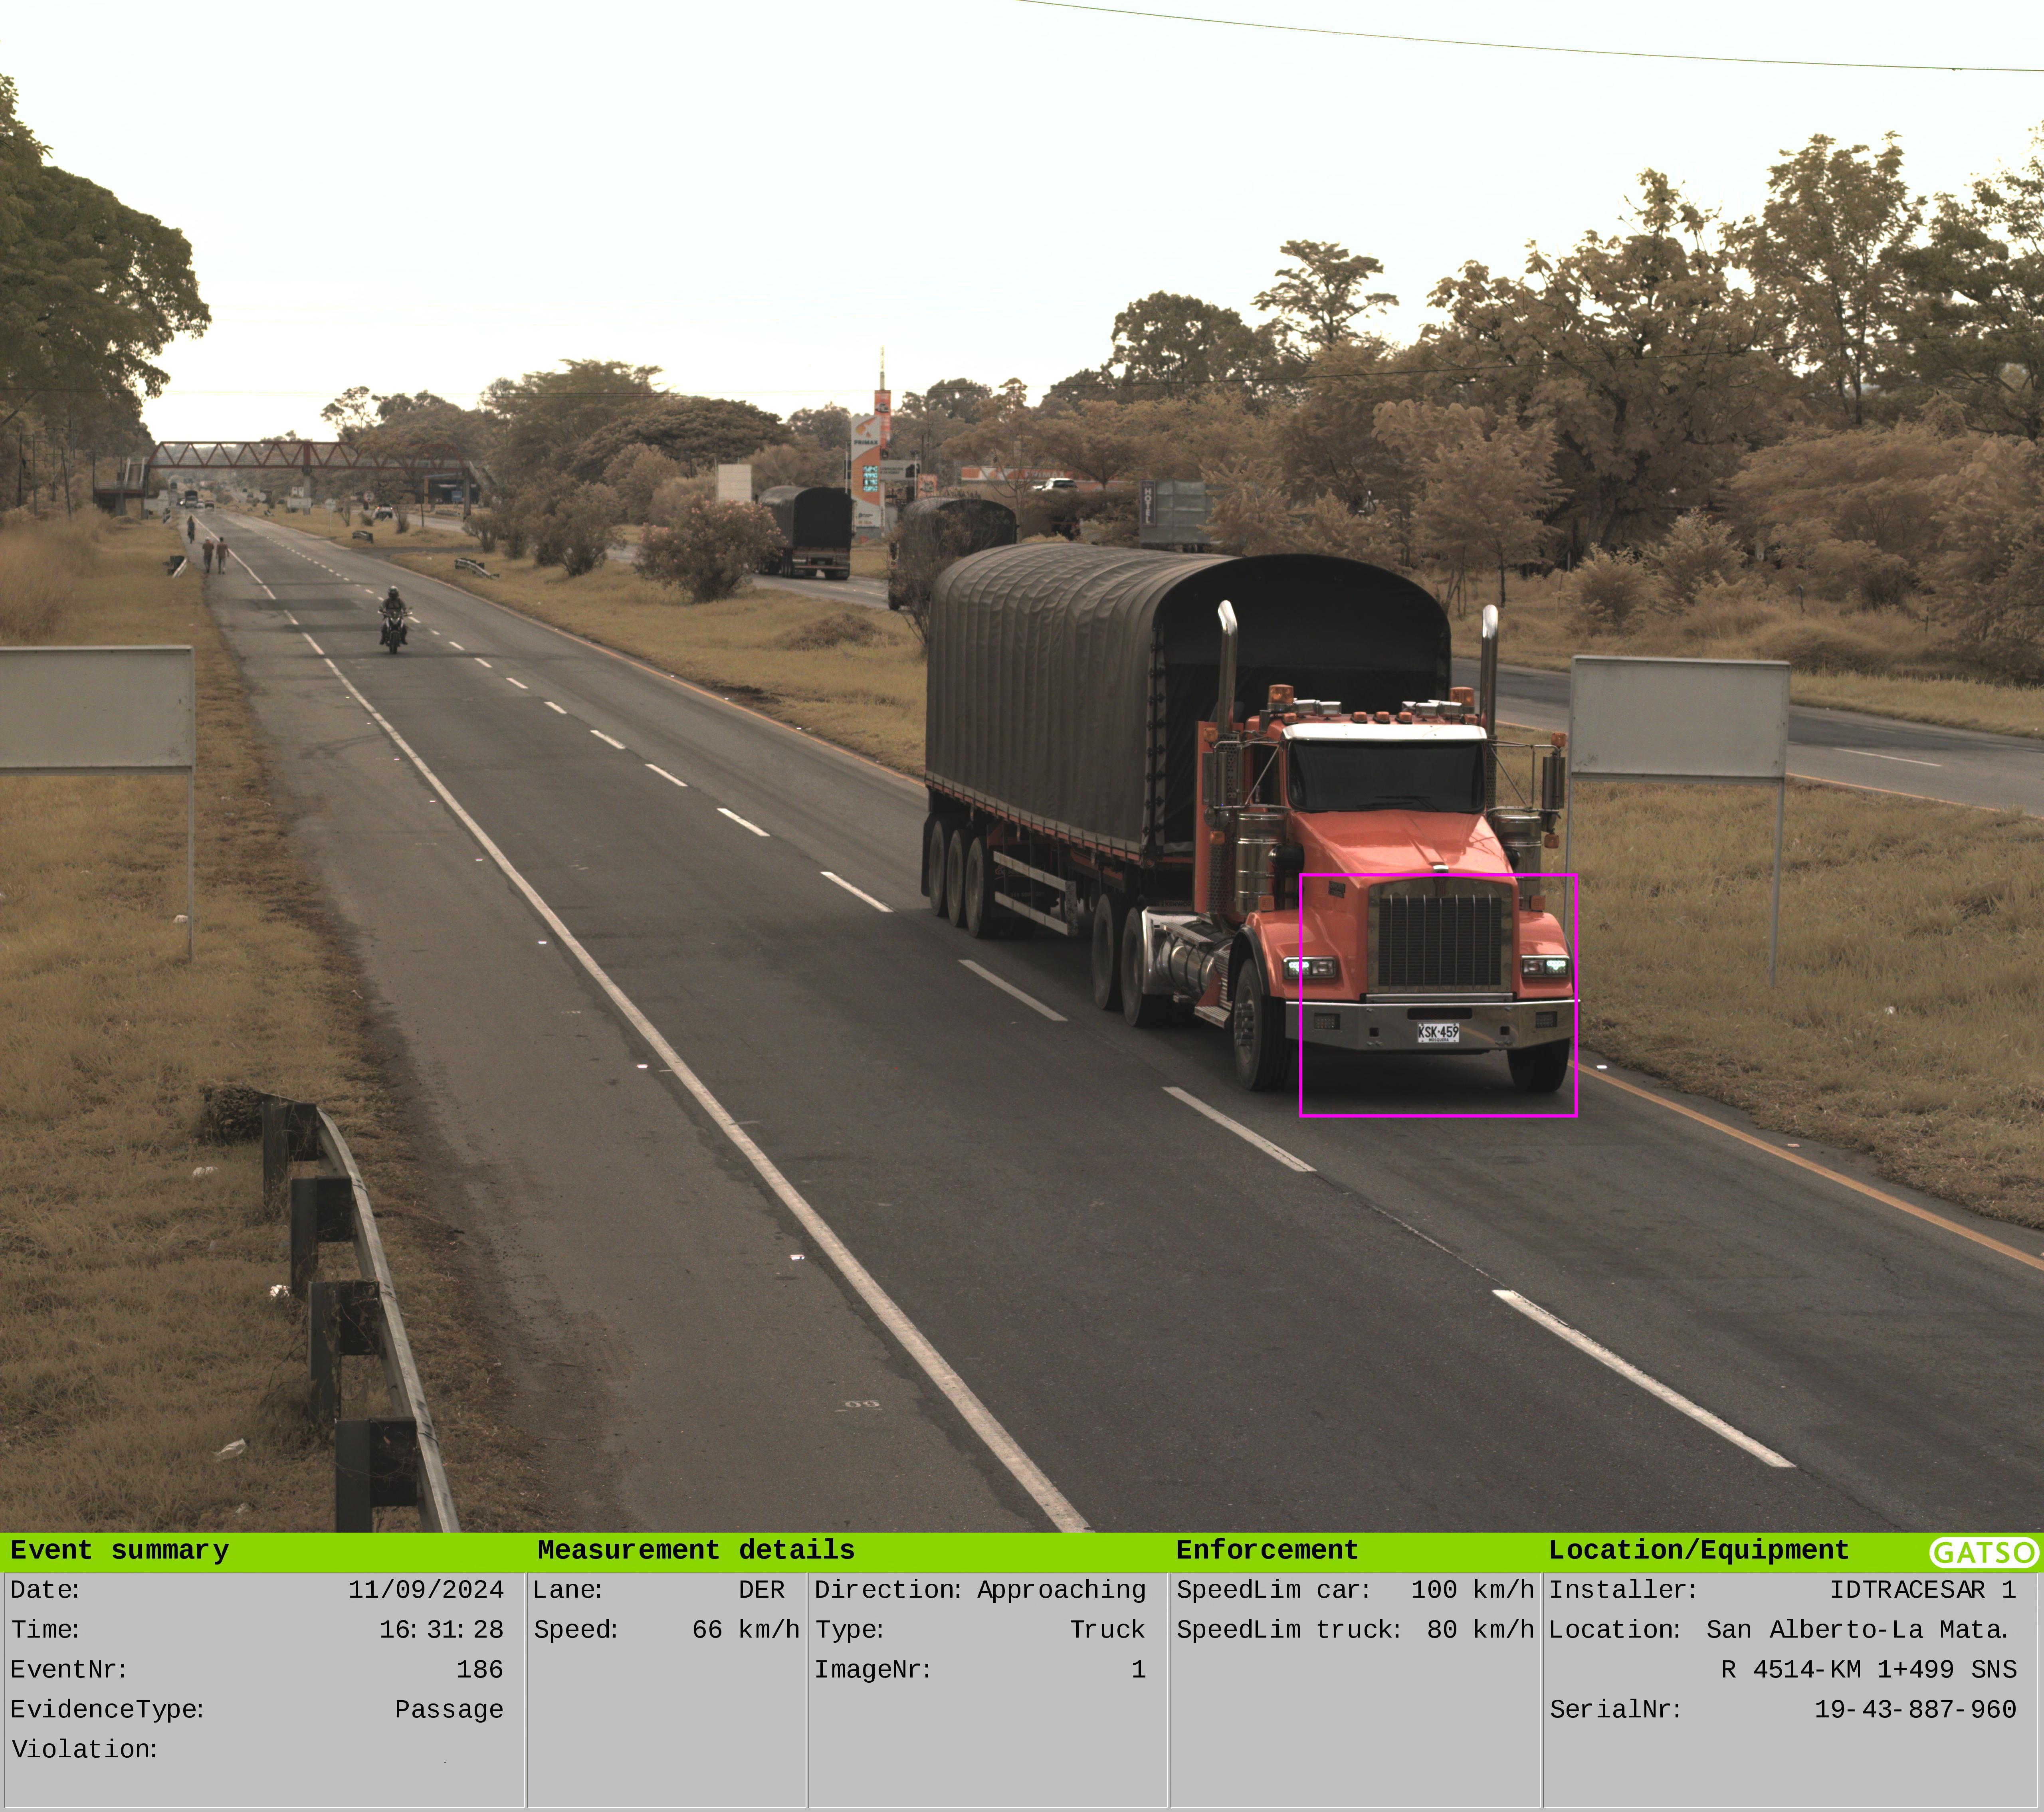 PRIMAX
HOTEL
KSK-459
Event summary
Measurement details
Enforcement
Location/Equipment
GATSO
Date: 11/09/2024
Time: 16:31:28
EventNr: 186
EvidenceType: Passage
Violation:
Lane: DER
Speed: 66 km/h
Direction: Approaching
Type: Truck
ImageNr: 1
SpeedLim car: 100 km/h
SpeedLim truck: 80 km/h
Installer: IDTRACESAR 1
Location: San Alberto-La Mata.
R 4514-KM 1+499 SNS
SerialNr: 19-43-887-960